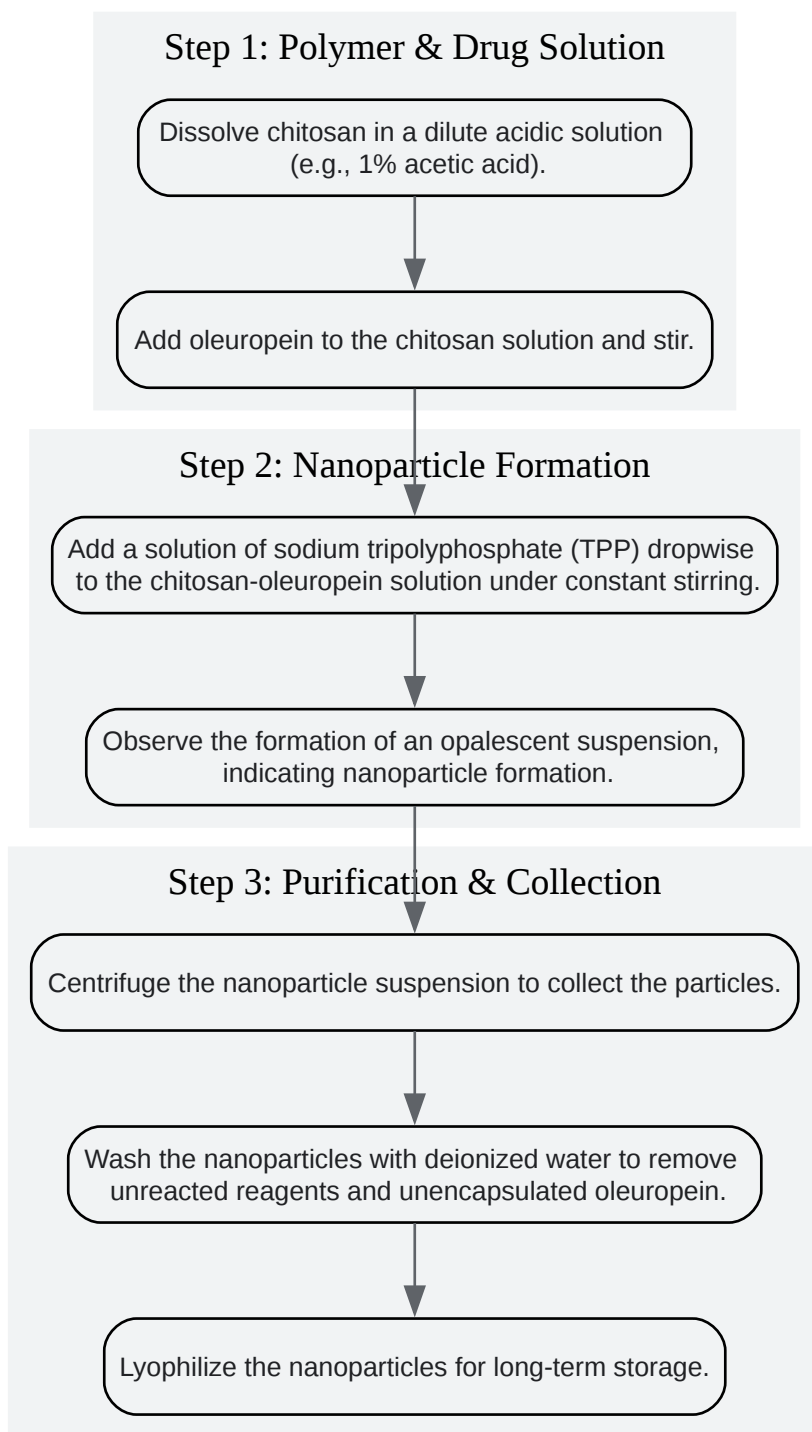 Step 1: Polymer & Drug Solution
Dissolve chitosan in a dilute acidic solution
(e.g., 1% acetic acid).
Add oleuropein to the chitosan solution and stir.
Step 2: Nanoparticle Formation
Add a solution of sodium tripolyphosphate (TPP) dropwise
to the chitosan-oleuropein solution under constant stirring.
Observe the formation of an opalescent suspension,
indicating nanoparticle formation.
Step 3: Purification & Collection
Centrifuge the nanoparticle suspension to collect the particles.
Wash the nanoparticles with deionized water to remove
unreacted reagents and unencapsulated oleuropein.
Lyophilize the nanoparticles for long-term storage.